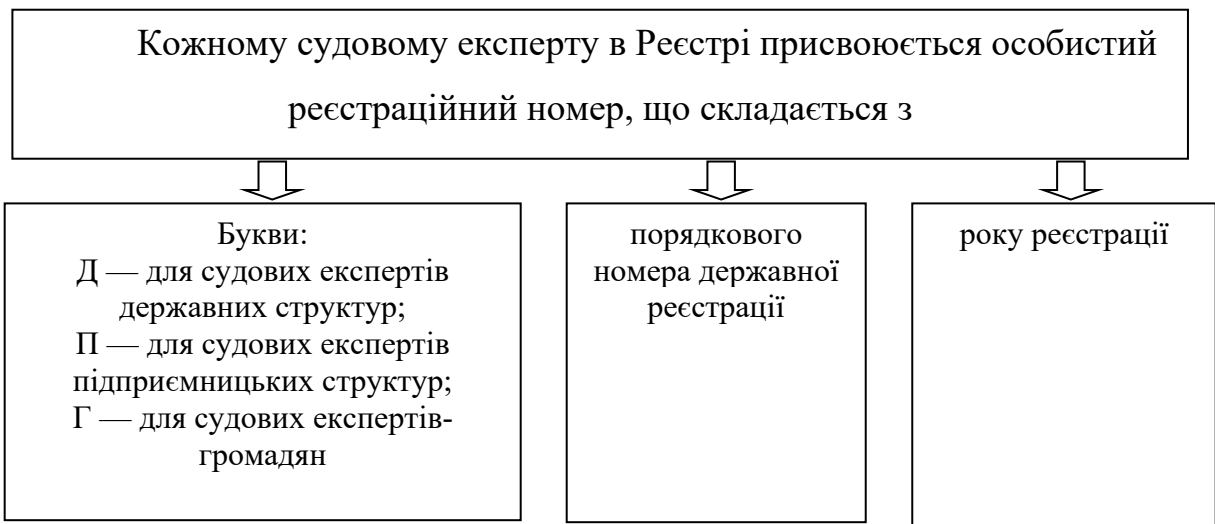 Кожному судовому експерту в Реєстрі присвоюється особистий
реєстраційний номер, що складається з
Букви:
Д — для судових експертів
державних структур;
П — для судових експертів
підприємницьких структур;
Г — для судових експертів-
громадян
порядкового
номера державної
реєстрації
року реєстрації